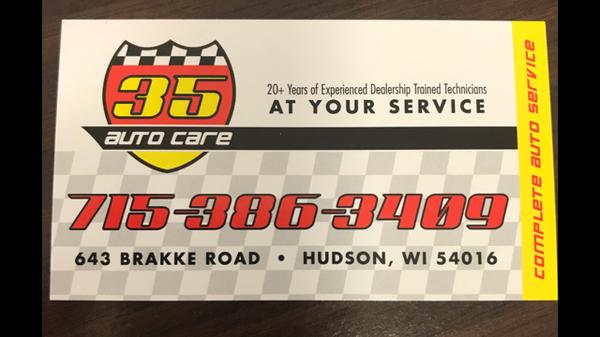 35
AUTO CARE
20+ Years of Experienced Dealership Trained Technicians
AT YOUR SERVICE
715-386-3409
643 BRAKKE ROAD • HUDSON, WI 54016
COMPLETE AUTO SERVICE